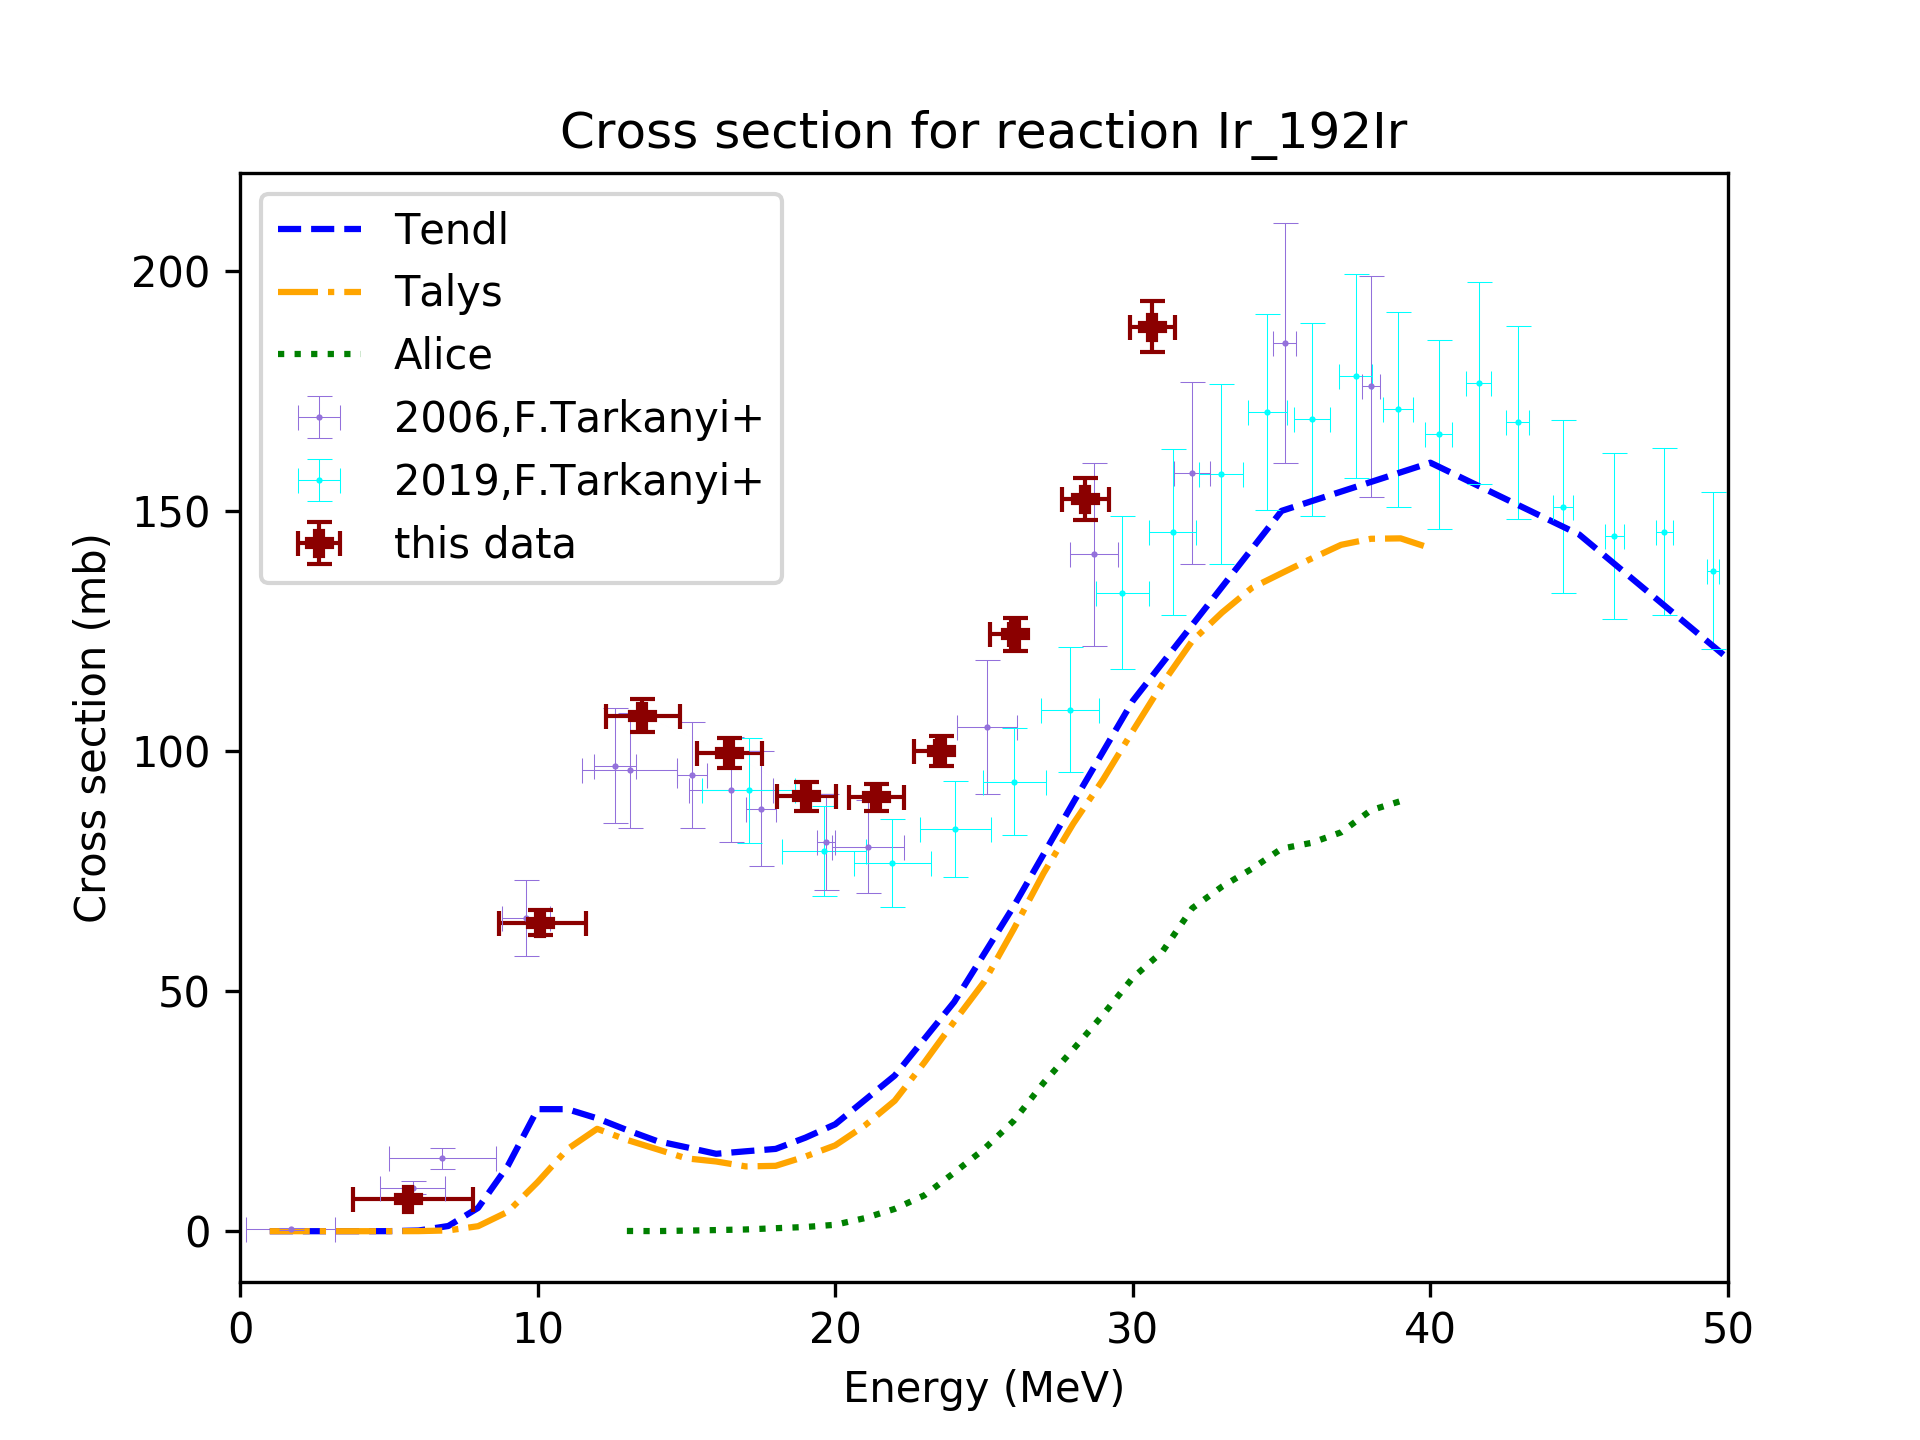 Cross section for reaction Ir_192Ir
Tendl
Talys
Alice
2006,F.Tarkanyi+
2019,F.Tarkanyi+
this data
Cross section (mb)
200
150
100
50
0
0 10 20 30 40 50
Energy (MeV)